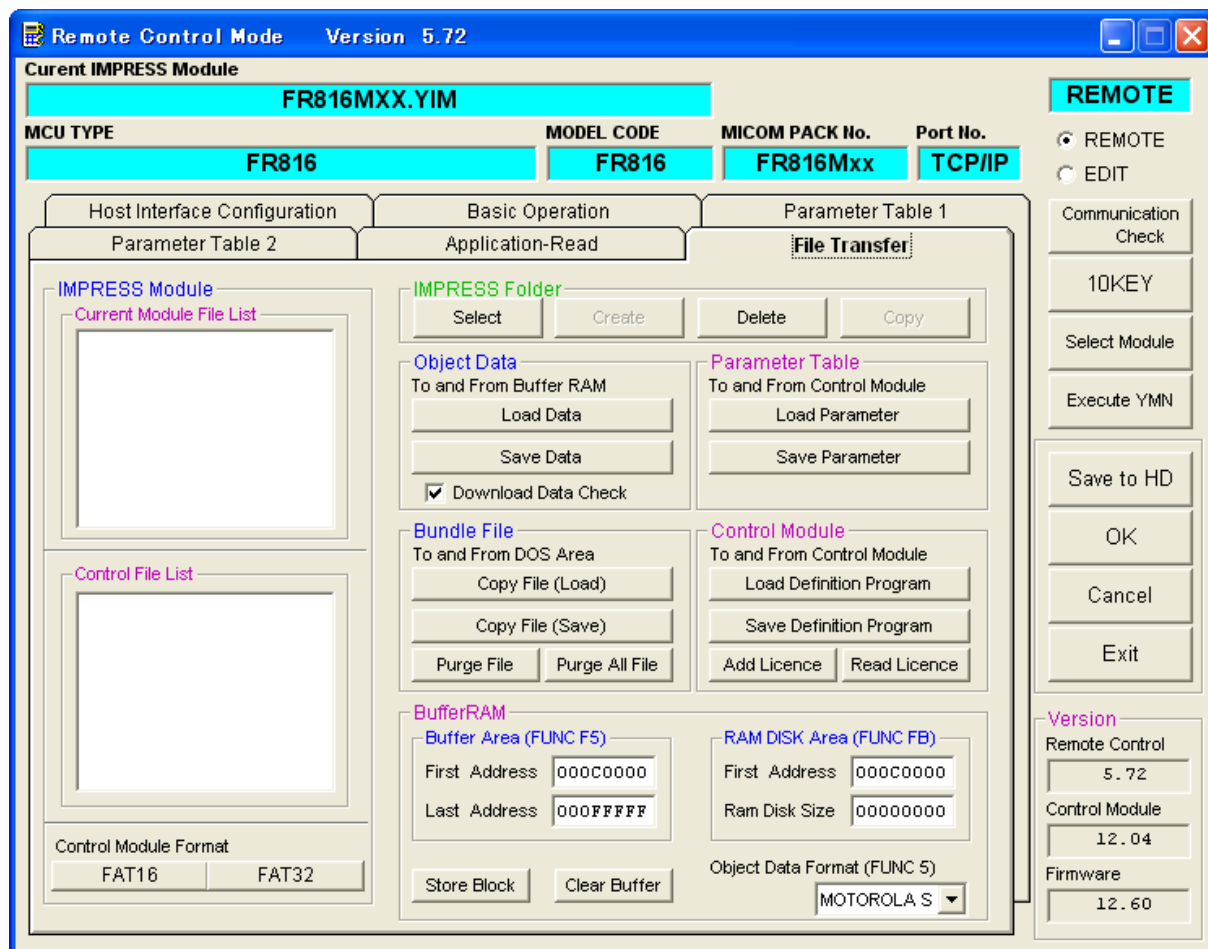 Remote Control Mode Version 5.72
Curent IMPRESS Module
FR816MXX.YIM
REMOTE
MCU TYPE MODEL CODE MICOM PACK No. Port No.
FR816 FR816 FR816Mxx TCP/IP
REMOTE
EDIT
Host Interface Configuration Basic Operation Parameter Table 1
Parameter Table 2 Application-Read File Transfer
Communication
Check
10KEY
Select Module
Execute YMN
Save to HD
OK
Cancel
Exit
IMPRESS Module
Current Module File List
Control File List
Control Module Format
FAT16 FAT32
IMPRESS Folder
Select Create Delete Copy
Object Data
To and From Buffer RAM
Load Data
Save Data
Download Data Check
Parameter Table
To and From Control Module
Load Parameter
Save Parameter
Bundle File
To and From DOS Area
Copy File (Load)
Copy File (Save)
Purge File Purge All File
Control Module
To and From Control Module
Load Definition Program
Save Definition Program
Add Licence Read Licence
BufferRAM
Buffer Area (FUNC F5)
First Address 000C0000
Last Address 000FFFFF
RAM DISK Area (FUNC FB)
First Address 000C0000
Ram Disk Size 00000000
Store Block Clear Buffer
Object Data Format (FUNC 5)
MOTOROLA S
Version
Remote Control
5.72
Control Module
12.04
Firmware
12.60